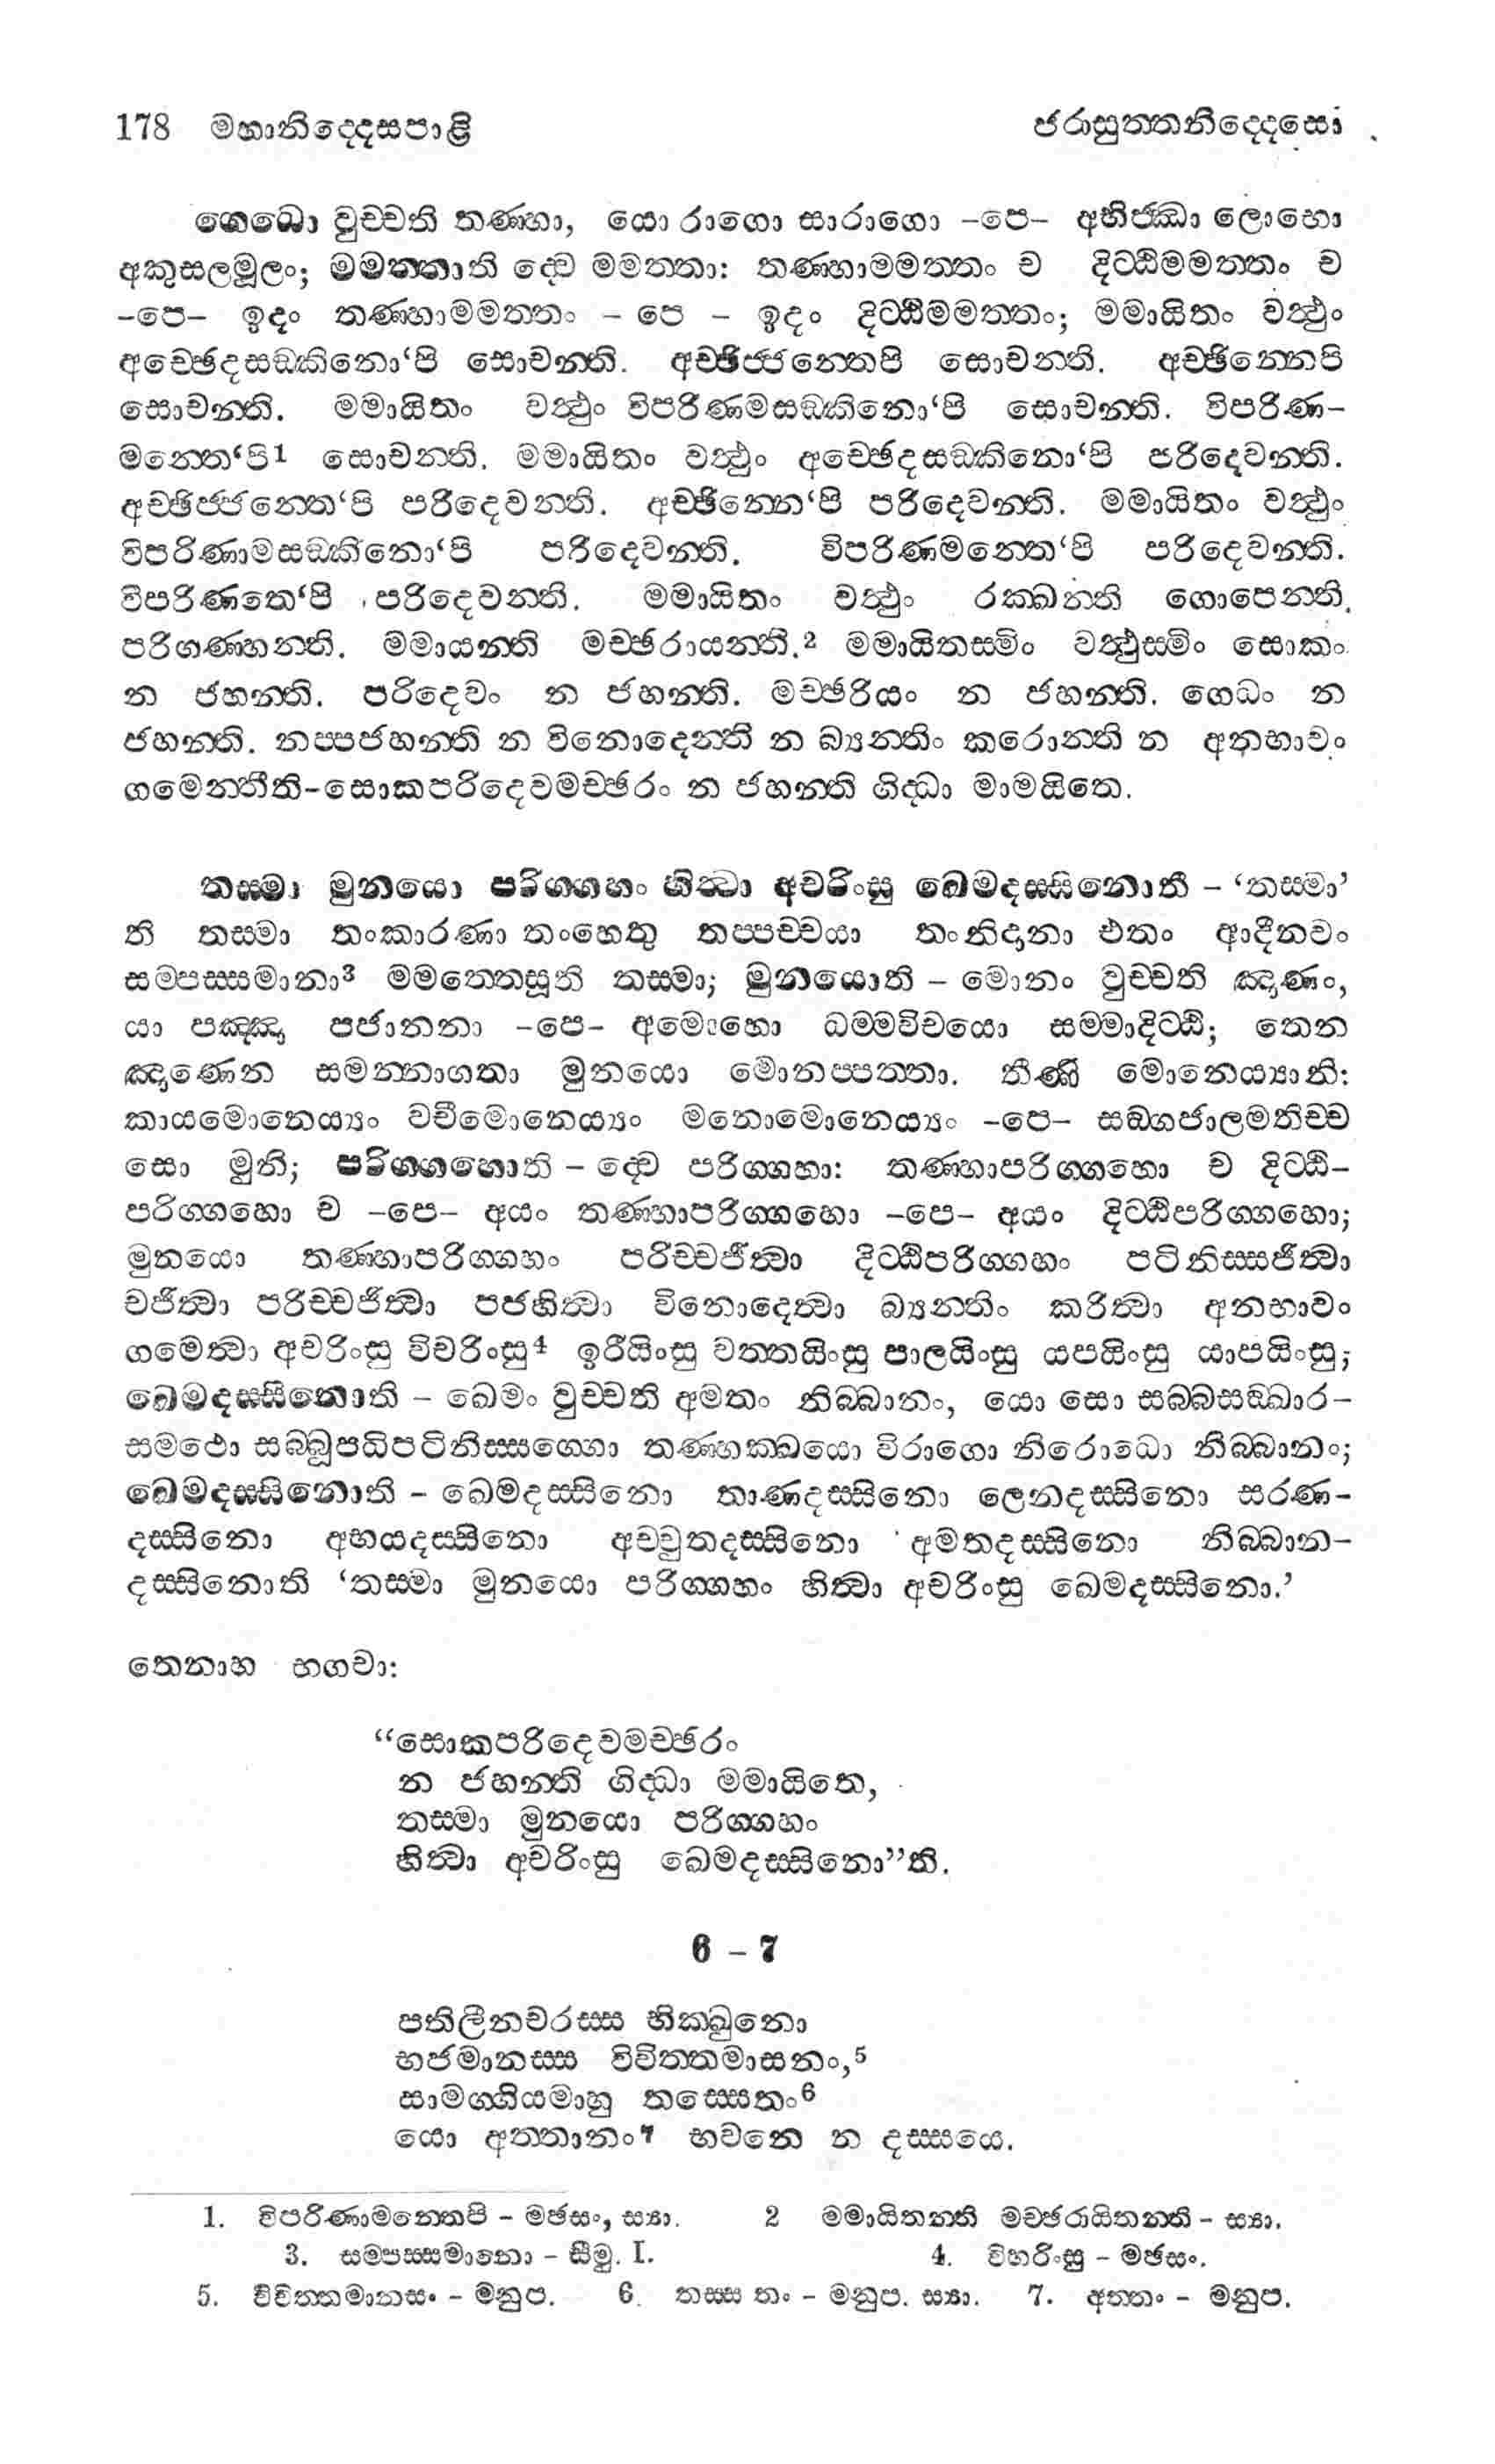 178 මහානිද්දෙසපාළි ජරාසුත්තනිද්දෙසො
ගෙධො වුච්චති තණ්හා, යො රාගො සාරාගො -පෙ- අභිජ්ඣා ලොභො
අකුසලමූලං; මමත්තාති ද්වෙ මමත්තා: තණ්හාමමත්තං ච දිට්ඨිමමත්තං ච
-පෙ- ඉදං තණ්හාමමත්තං - පෙ - ඉදං දිට්ඨිමමත්තං; මමායිතං වත්ථුං
අච්ඡෙදසඞ්කිනො‘පි සොචන්ති. අච්ඡිජ්ජන්තෙපි සොචන්ති. අච්ඡින්නෙපි
සොචන්ති. මමායිතං වත්ථුං විපරිණමසඞ්කිනො‘පි සොචන්ති. විපරිණ-
මන්තෙ‘පි1 සොචන්ති. මමායිතං වත්ථුං අච්ඡෙදසඞ්කිනො‘පි පරිදෙවන්ති.
අච්ඡිජ්ජන්තෙ‘පි පරිදෙවන්ති. අච්ඡින්නෙ‘පි පරිදෙවන්ති. මමායිතං වත්ථුං
විපරිණාමසඞ්කිනො‘පි පරිදෙවන්ති. විපරිණමන්තෙ‘පි පරිදෙවන්ති.
විපරිණතෙ‘පි පරිදෙවන්ති. මමායිතං වත්ථුං රක්ඛන්ති ගොපෙන්ති.
පරිගණ්හන්ති. මමායන්ති මච්ඡරායන්ති.2 මමායිතස්මිං වත්ථුස්මිං සොකං
න ජහන්ති. පරිදෙවං න ජහන්ති. මච්ඡරියං න ජහන්ති. ගෙධං න
ජහන්ති. නප්පජහන්ති න විනොදෙන්ති න බ්‍යන්තිං කරොන්ති න අනභාවං
ගමෙන්තීති-සොකපරිදෙවමච්ඡරං න ජහන්ති ගිද්ධා මාමයිතෙ.
තස්මා මුනයො පරිග්ගහං හිත්වා අචරිංසු ඛෙමදස්සිනොති - ‘තස්මා’
ති තස්මා තංකාරණා තංහෙතු තප්පච්චයා තංනිදානා එතං ආදීනවං
සම්පස්සමානා3 මමත්තෙසූති තස්මා; මුනයොති - මොනං වුච්චති ඤාණං,
යා පඤ්ඤා පජානනා -පෙ- අමොහො ධම්මවිචයො සම්මාදිට්ඨි; තෙන
ඤාණෙන සමන්නාගතා මුනයො මොනප්පත්තා. තීණි මොනෙය්‍යානි:
කායමොනෙය්‍යං වචීමොනෙය්‍යං මනොමොනෙය්‍යං -පෙ- සඞ්ගජාලමතිච්ච
සො මුනි; පරිග්ගහොති - ද්වෙ පරිග්ගහා: තණ්හාපරිග්ගහො ච දිට්ඨි-
පරිග්ගහො ච -පෙ- අයං තණ්හාපරිග්ගහො -පෙ- අයං දිට්ඨිපරිග්ගහො;
මුනයො තණ්හාපරිග්ගහං පරිච්චජිත්වා දිට්ඨිපරිග්ගහං පටිනිස්සජිත්වා
චජිත්වා පරිච්චජිත්වා පජහිත්වා විනොදෙත්වා බ්‍යන්තිං කරිත්වා අනභාවං
ගමෙත්වා අචරිංසු විචරිංසු4 ඉරීයිංසු වත්තයිංසු පාලයිංසු යපයිංසු යාපයිංසු;
ඛෙමදස්සිනොති - ඛෙමං වුච්චති අමතං නිබ්බානං, යො සො සබ්බසඞ්ඛාර-
සමථො සබ්බූපධිපටිනිස්සග්ගො තණ්හක්ඛයො විරාගො නිරොධො නිබ්බානං;
ඛෙමදස්සිනොති - ඛෙමදස්සිනො තාණදස්සිනො ලෙනදස්සිනො සරණ-
දස්සිනො අභයදස්සිනො අච්චුතදස්සිනො අමතදස්සිනො නිබ්බාන-
දස්සිනොති ‘තස්මා මුනයො පරිග්ගහං හිත්වා අචරිංසු ඛෙමදස්සිනො.’
තෙනාහ භගවා:
“සොකපරිදෙවමච්ඡරං
න ජහන්ති ගිද්ධා මමායිතෙ,
තස්මා මුනයො පරිග්ගහං
හිත්වා අචරිංසු ඛෙමදස්සිනො”ති.
6 - 7
පතිලීනචරස්ස භික්ඛුනො
භජමානස්ස විවිත්තමාසනං,5
සාමග්ගියමාහු තස්සෙතං6
යො අත්තානං7 භවනෙ න දස්සයෙ.
1. විපරිණාමන්තෙපි - මඡසං, ස්‍යා. 2 මමායිතන්ති මච්ඡරායිතන්ති - ස්‍යා.
3. සම්පස්සමානො - සීමු. I. 4. විහරිංසු - මඡසං.
5. විචිත්තමානසං - මනුප. 6. තස්ස තං - මනුප. ස්‍යා. 7. අත්තං - මනුප.